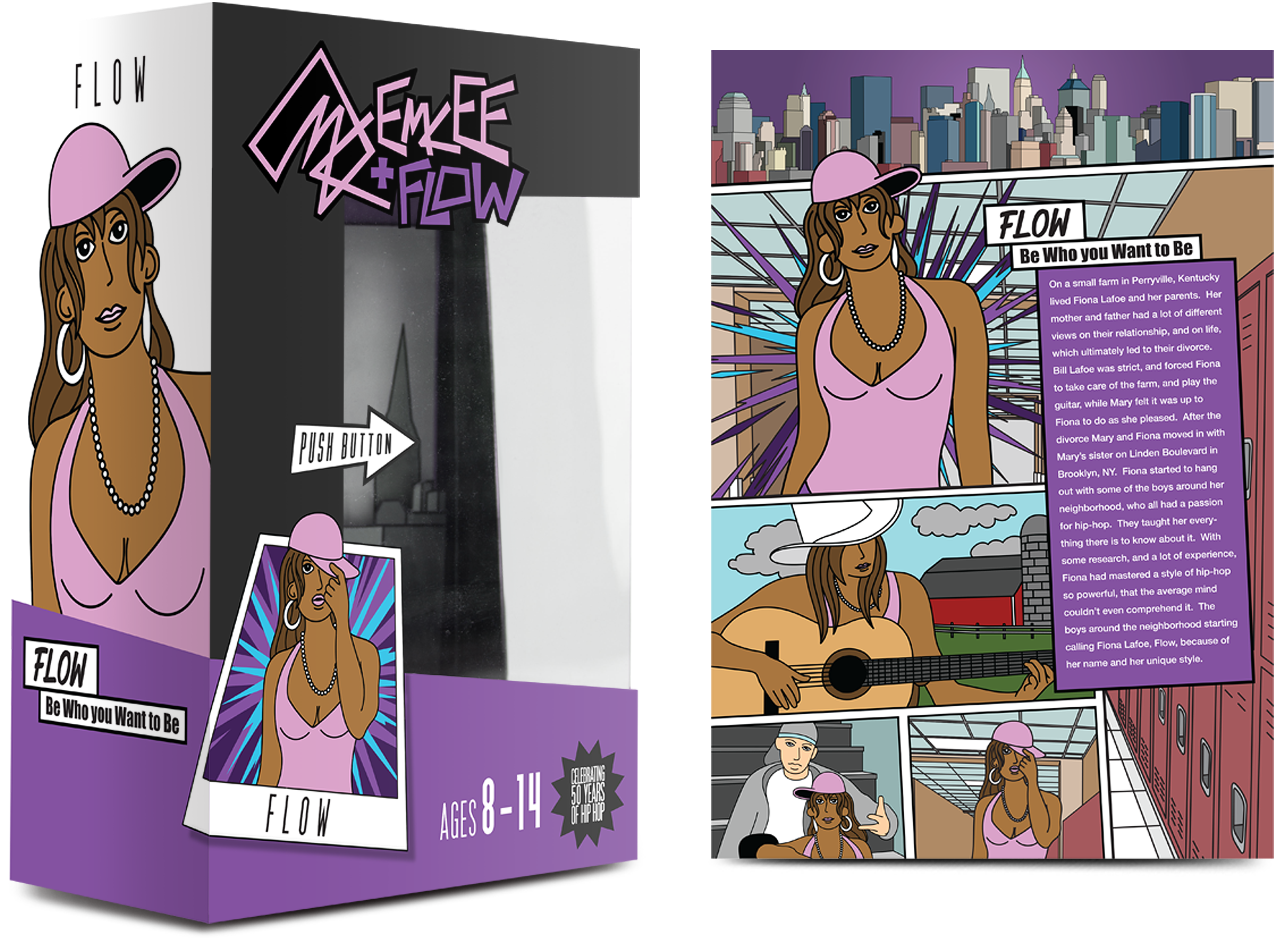 FLOW
EMCEE
+FLOW
PUSH BUTTON
FLOW
Be Who you Want to Be
FLOW
AGES 8-14
CELEBRATING
50 YEARS
OF HIP HOP
FLOW
Be Who you Want to Be
On a small farm in Perryville, Kentucky
lived Fiona Lafoe and her parents. Her
mother and father had a lot of different
views on their relationship, and on life,
which ultimately led to their divorce.
Bill Lafoe was strict, and forced Fiona
to take care of the farm, and play the
guitar, while Mary felt it was up to
Fiona to do as she pleased. After the
divorce Mary and Fiona moved in with
Mary's sister on Linden Boulevard in
Brooklyn, NY. Fiona started to hang
out with some of the boys around her
neighborhood, who all had a passion
for hip-hop. They taught her every-
thing there is to know about it. With
some research, and a lot of experience,
Fiona had mastered a style of hip-hop
so powerful, that the average mind
couldn't even comprehend it. The
boys around the neighborhood starting
calling Fiona Lafoe, Flow, because of
her name and her unique style.